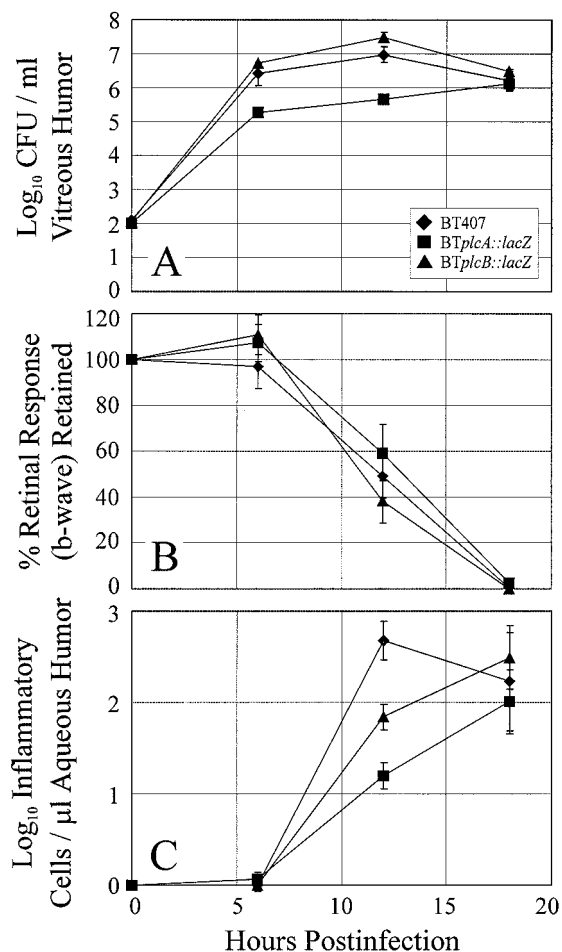 8
7
6
5
4
3
2
1
0
Log10 CFU / ml
Vitreous Humor
A
BT407
BTplcA::lacZ
BTplcB::lacZ
120
100
80
60
40
20
0
% Retinal Response
(b-wave) Retained
B
3
2
1
0
Log10 Inflammatory
Cells / µl Aqueous Humor
C
0 5 10 15 20
Hours Postinfection